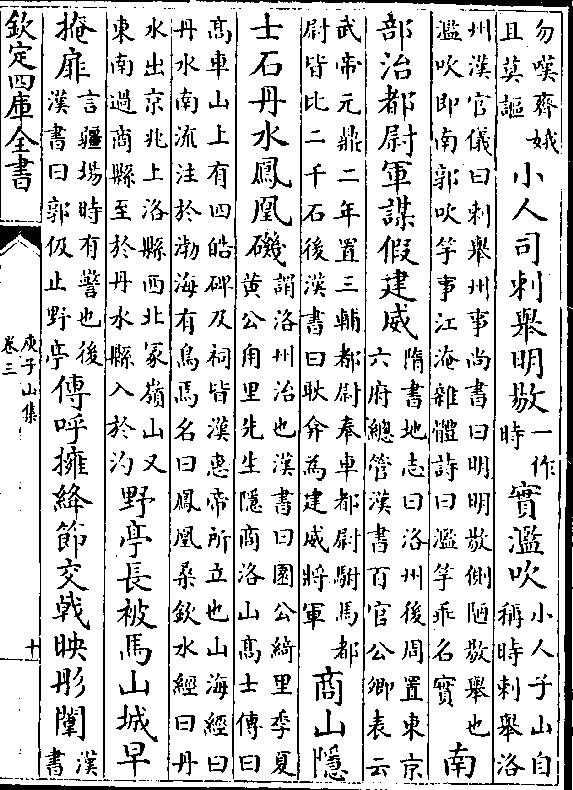 勿嘆齊娥
且莫謳
小人司刺舉明敭
一作
時
實濫吹
小人子山自
稱時刺舉洛
州漢官儀曰刺舉州事尚書曰明明敭側陋敭舉也
濫吹即南郭吹竽事江淹雜體詩曰濫竽乖名實
南
部治都尉軍謀假建威
隋書地志曰洛州後周置東京
六府總管漢書百官公卿表云
武帝元鼎二年置三輔都尉奉車都尉駙馬都
尉皆比二千石後漢書曰耿弇為建威將軍
商山隱
士石丹水鳳凰磯
謂洛州治也漢書曰園公綺里季夏
黃公甪里先生隱商洛山高士傳曰
高車山上有四皓碑及祠皆漢惠帝所立也山海經曰
丹水南流注於渤海有鳥焉名曰鳳凰桑欽水經曰丹
水出京兆上洛縣西北冢嶺山又
東南過商縣至於丹水縣入於汋
野亭長被馬山城早
掩扉
言疆場時有警也後
漢書曰郭伋止野亭
傳呼擁絳節交戟映彤闈
漢
書
欽定四庫全書
庾子山集
卷三
十